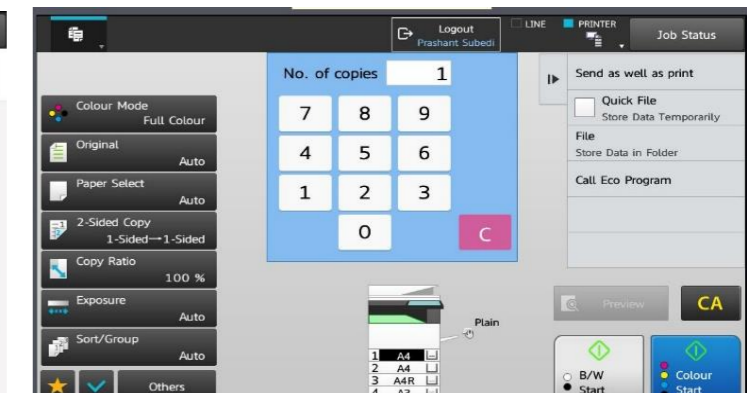 Logout
Prashant Subedi
LINE
PRINTER
Job Status
No. of copies 1
Send as well as print
Quick File
Store Data Temporarily
File
Store Data in Folder
Call Eco Program
Colour Mode
Full Colour
Original
Auto
Paper Select
Auto
2-Sided Copy
1-Sided→1-Sided
Copy Ratio
100 %
Exposure
Auto
Sort/Group
Auto
Others
7 8 9
4 5 6
1 2 3
0 C
Plain
1 A4
2 A4
3 A4R
4 A3
Preview
CA
B/W
Start
Colour
Start